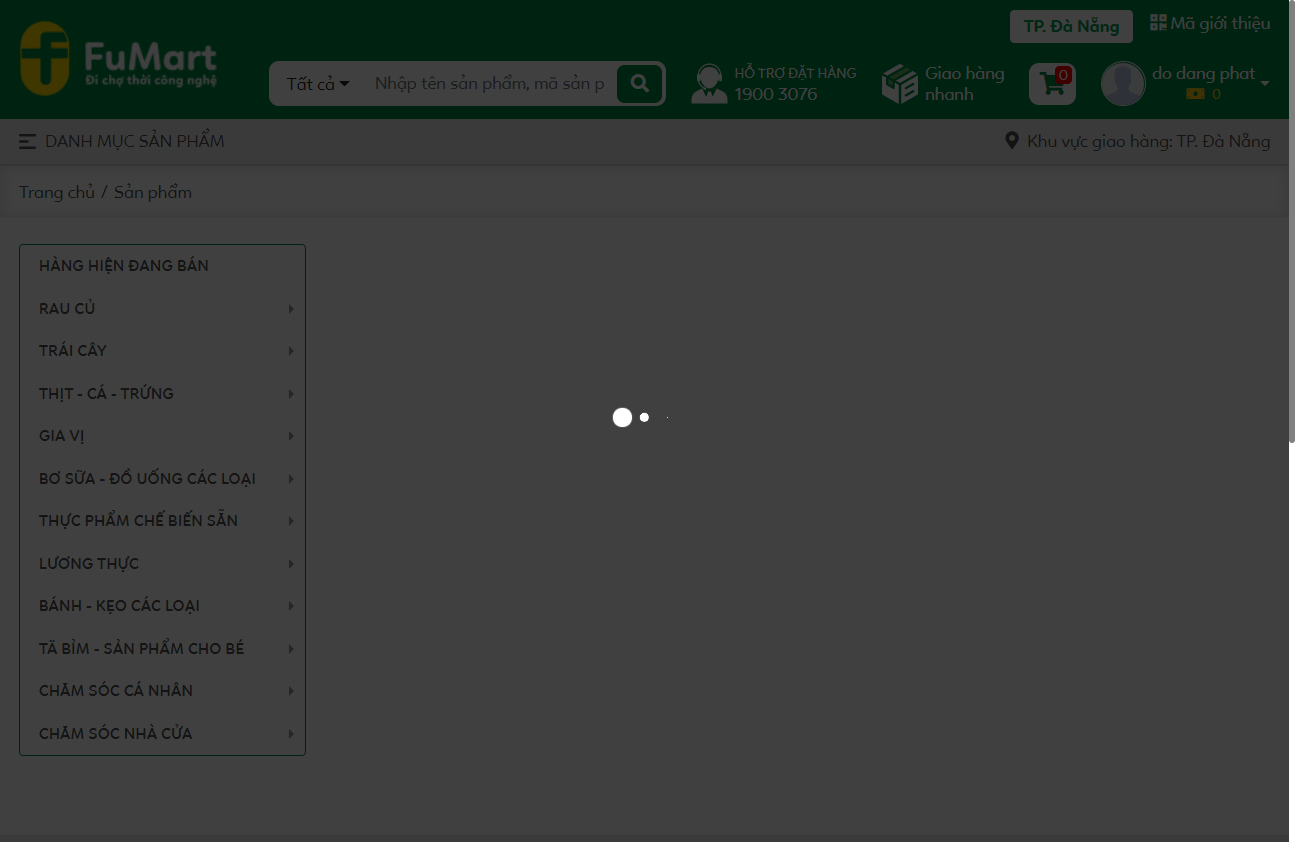 TP. Đà Nẵng
Mã giới thiệu
FuMart
Đi chợ thời công nghệ
Tất cả
Nhập tên sản phẩm, mã sản p
HỖ TRỢ ĐẶT HÀNG
1900 3076
Giao hàng
nhanh
0
do dang phat
0
DANH MỤC SẢN PHẨM
Khu vực giao hàng: TP. Đà Nẵng
Trang chủ / Sản phẩm
HÀNG HIỆN ĐANG BÁN
RAU CỦ
TRÁI CÂY
THỊT - CÁ - TRỨNG
GIA VỊ
BƠ SỮA - ĐỒ UỐNG CÁC LOẠI
THỰC PHẨM CHẾ BIẾN SẴN
LƯƠNG THỰC
BÁNH - KẸO CÁC LOẠI
TÃ BỈM - SẢN PHẨM CHO BÉ
CHĂM SÓC CÁ NHÂN
CHĂM SÓC NHÀ CỬA